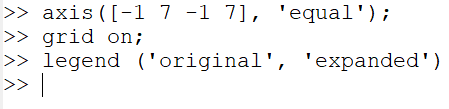 >> axis([-1 7 -1 7], 'equal');
>> grid on;
>> legend ('original', 'expanded')
>>